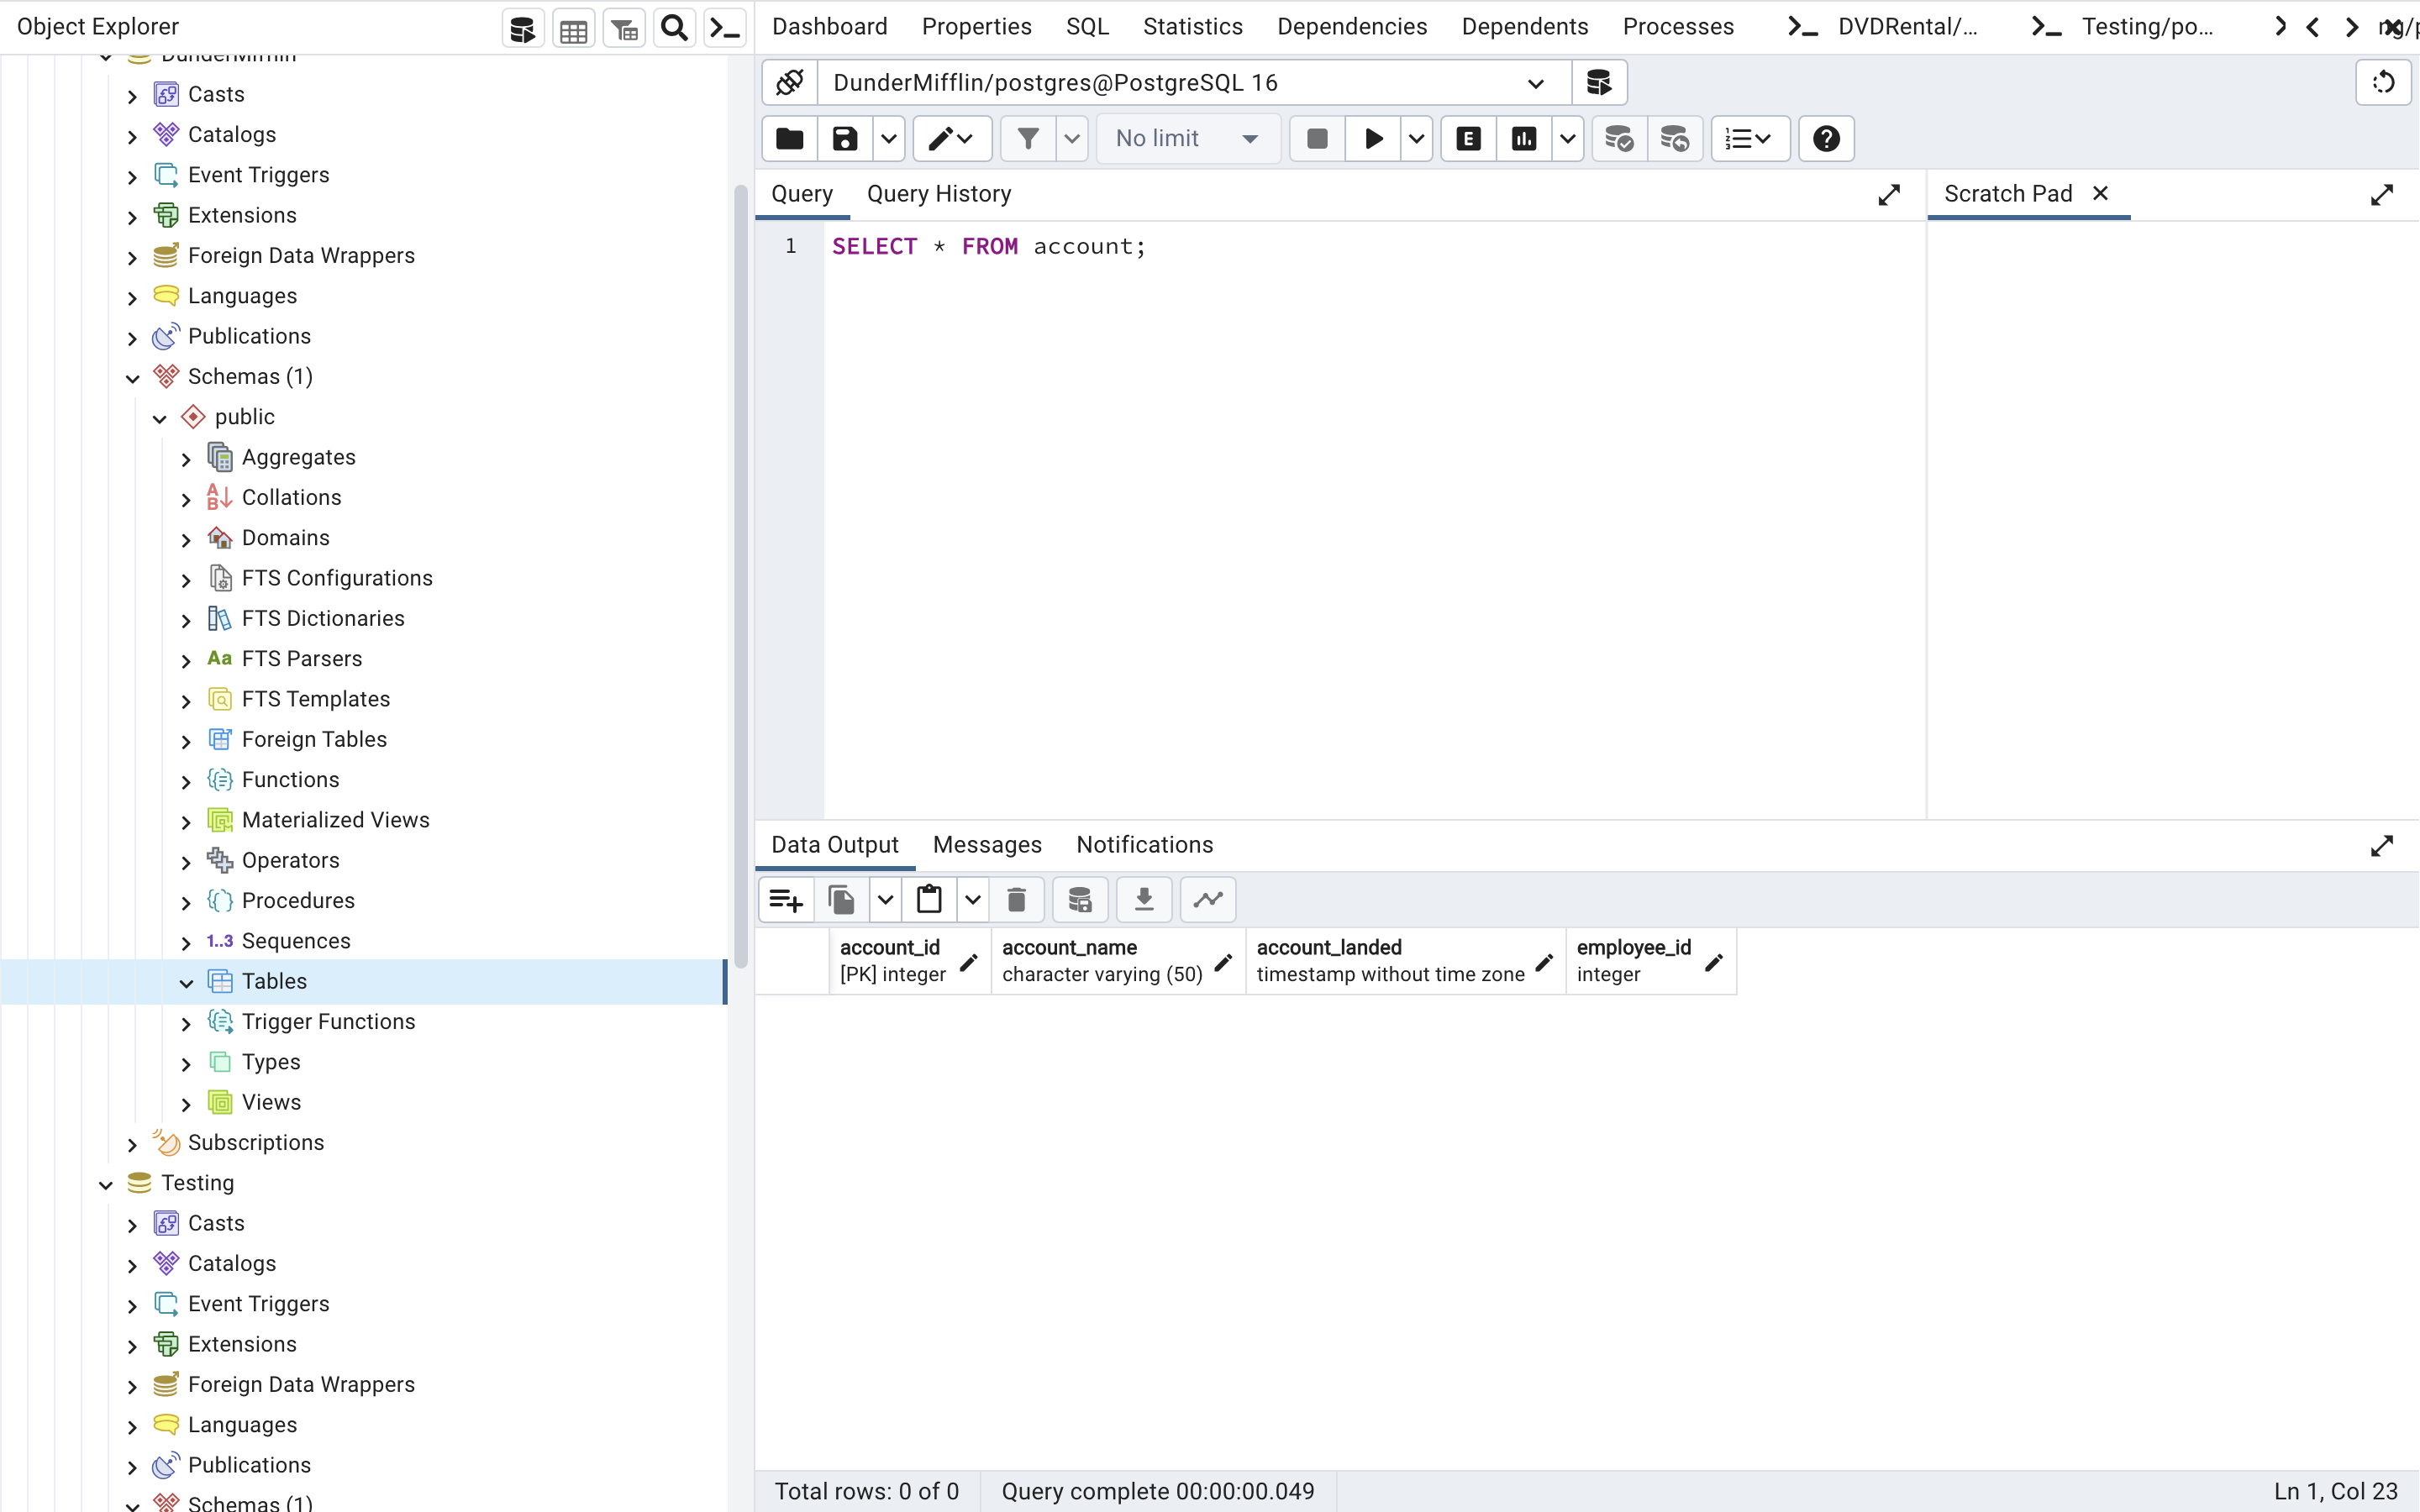 Object Explorer
DunderMifflin
Casts
Catalogs
Event Triggers
Extensions
Foreign Data Wrappers
Languages
Publications
Schemas (1)
public
Aggregates
Collations
Domains
FTS Configurations
FTS Dictionaries
Aa FTS Parsers
FTS Templates
Foreign Tables
Functions
Materialized Views
Operators
Procedures
1..3 Sequences
Tables
Trigger Functions
Types
Views
Subscriptions
Testing
Casts
Catalogs
Event Triggers
Extensions
Foreign Data Wrappers
Languages
Publications
Schemas (1)
Dashboard Properties SQL Statistics Dependencies Dependents Processes DVDRental/... Testing/po...
DunderMifflin/postgres@PostgreSQL 16
No limit E
Query Query History Scratch Pad
1 SELECT * FROM account;
Data Output Messages Notifications
account_id account_name account_landed employee_id
[PK] integer character varying (50) timestamp without time zone integer
Total rows: 0 of 0 Query complete 00:00:00.049 Ln 1, Col 23